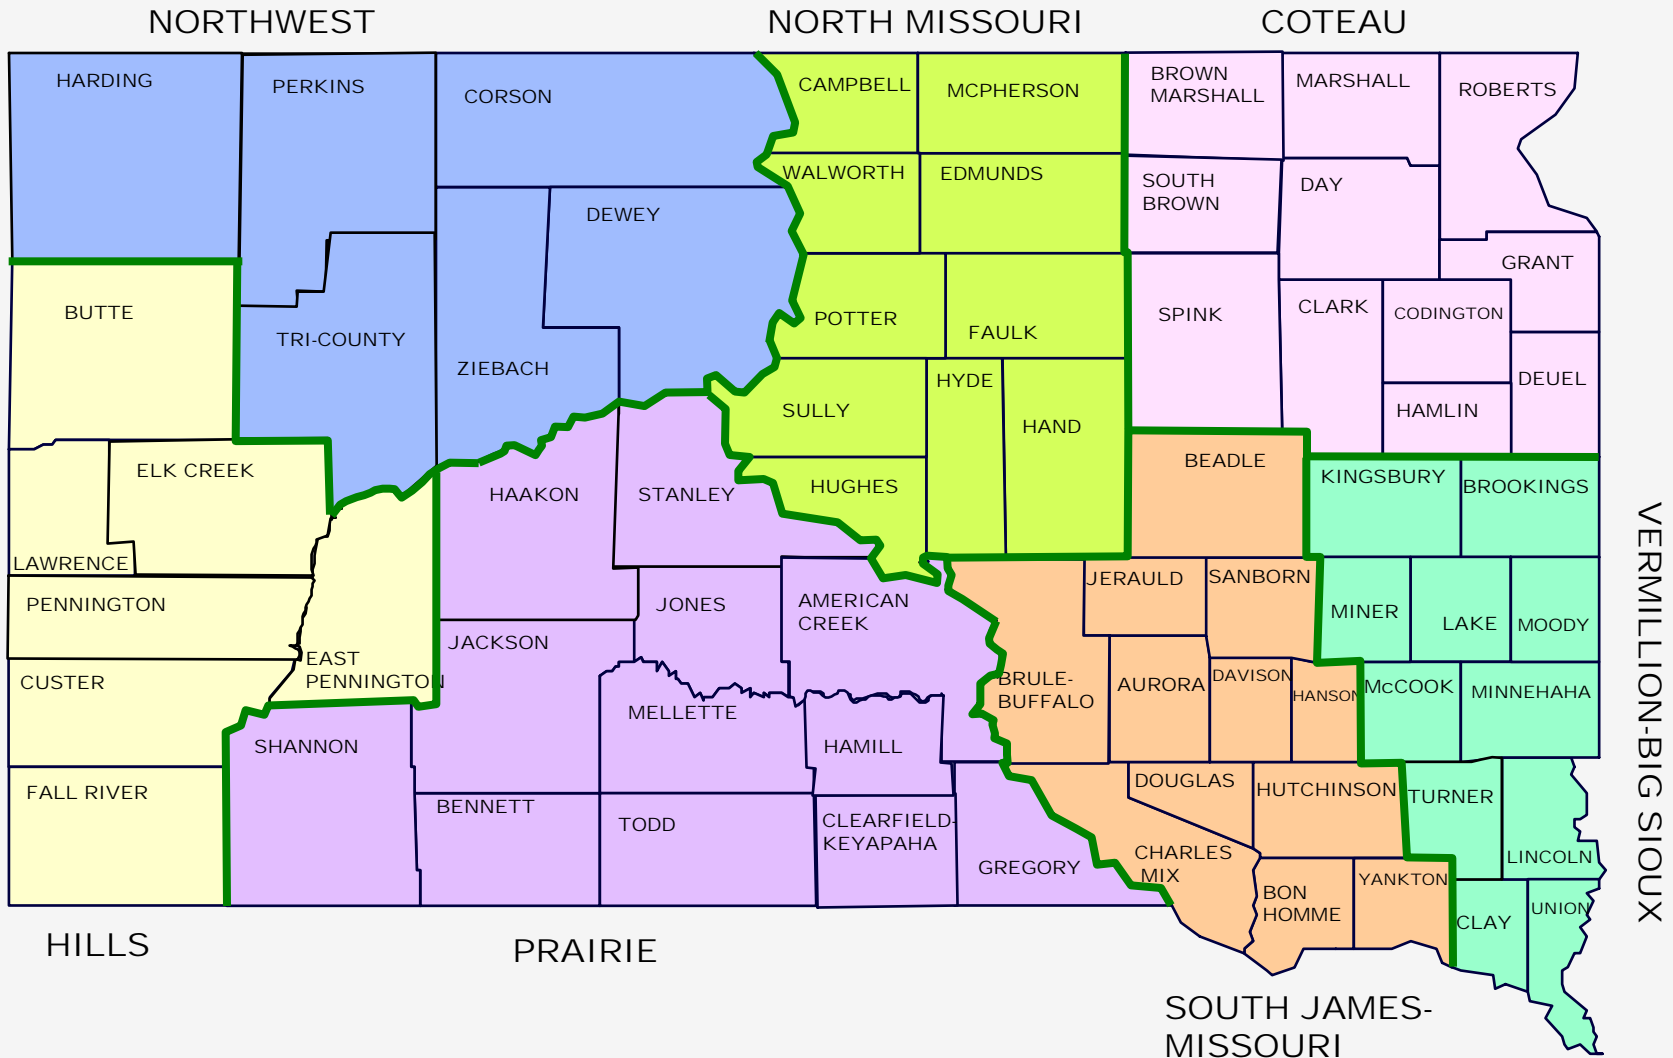 NORTHWEST
NORTH MISSOURI
COTEAU
HARDING
PERKINS
CORSON
CAMPBELL
MCPHERSON
BROWN
MARSHALL
MARSHALL
ROBERTS
DEWEY
WALWORTH
EDMUNDS
SOUTH
BROWN
DAY
GRANT
BUTTE
TRI-COUNTY
ZIEBACH
POTTER
FAULK
SPINK
CLARK
CODINGTON
DEUEL
HYDE
SULLY
HAND
HAMLIN
ELK CREEK
HAAKON
STANLEY
HUGHES
BEADLE
KINGSBURY
BROOKINGS
LAWRENCE
PENNINGTON
JONES
AMERICAN
CREEK
JERAULD
SANBORN
MINER
LAKE
MOODY
JACKSON
EAST
PENNINGTON
CUSTER
BRULE-
BUFFALO
AURORA
DAVISON
HANSON
McCOOK
MINNEHAHA
MELLETTE
SHANNON
HAMILL
FALL RIVER
BENNETT
TODD
CLEARFIELD-
KEYAPAHA
GREGORY
DOUGLAS
HUTCHINSON
TURNER
LINCOLN
CHARLES
MIX
BON
HOMME
YANKTON
CLAY
UNION
VERMILLION-BIG SIOUX
HILLS
PRAIRIE
SOUTH JAMES-
MISSOURI